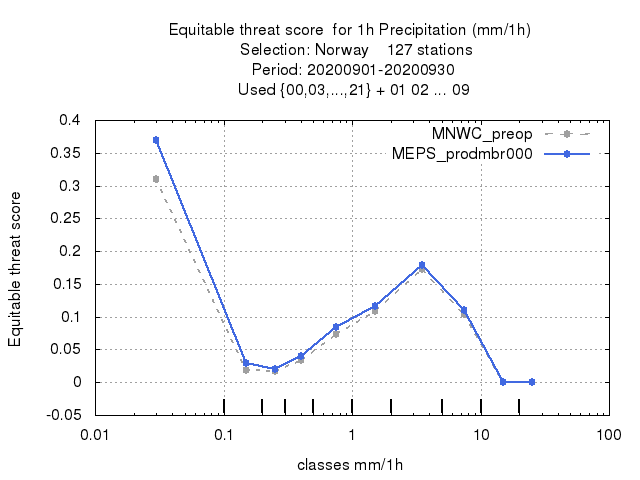 Equitable threat score  for 1h Precipitation (mm/1h)
Selection: Norway    127 stations
Period: 20200901-20200930
Used {00,03,...,21} + 01 02 ... 09
MNWC_preop
MEPS_prodmbr000
Equitable threat score
0.4
0.35
0.3
0.25
0.2
0.15
0.1
0.05
0
-0.05
0.01
0.1
1
10
100
classes mm/1h